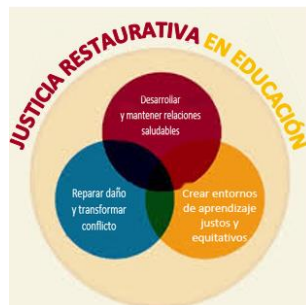 JUSTICIA RESTAURATIVA EN EDUCACIÓN
Desarrollar
y mantener relaciones
saludables
Reparar daño
y transformar
conflicto
Crear entornos
de aprendizaje
justos y
equitativos